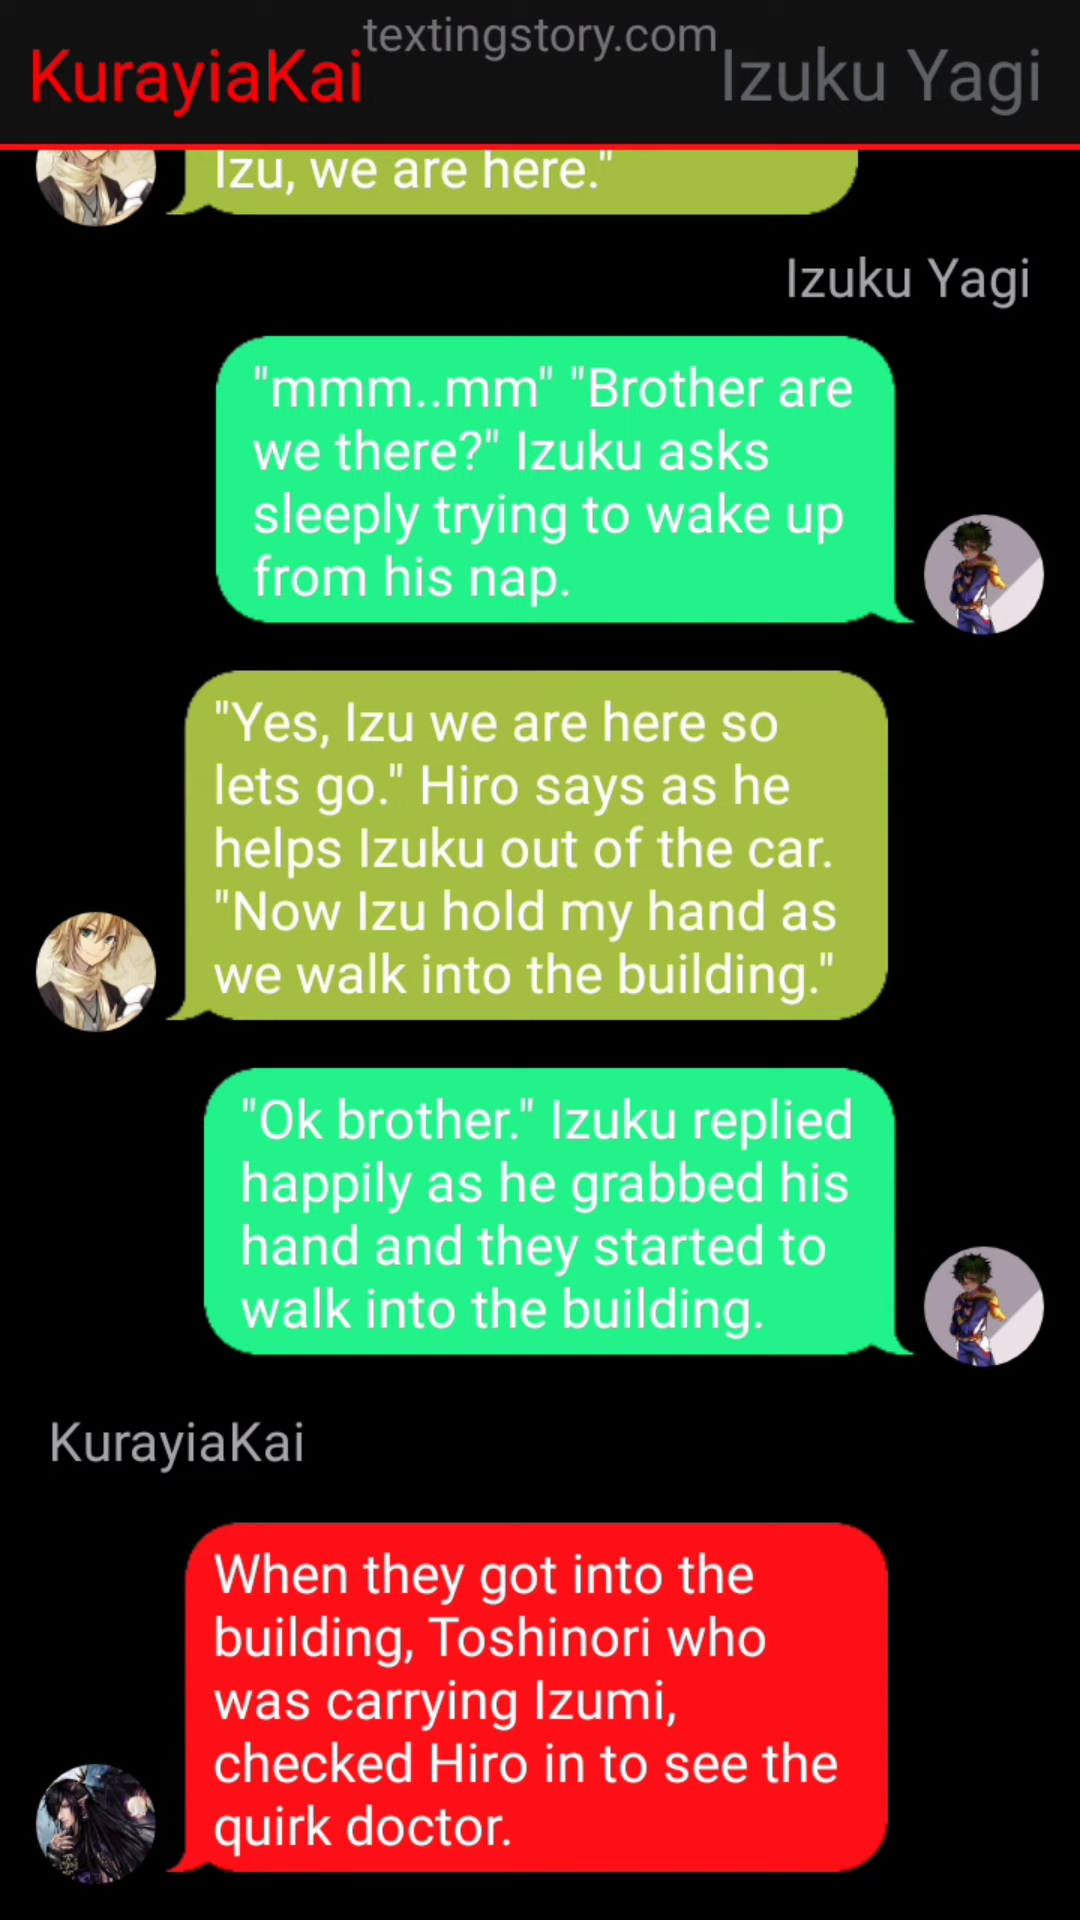 textingstory.com
KurayiaKai
Izuku Yagi
Izu, we are here."
Izuku Yagi
"mmm..mm" "Brother are
we there?" Izuku asks
sleeply trying to wake up
from his nap.
"Yes, Izu we are here so
lets go." Hiro says as he
helps Izuku out of the car.
"Now Izu hold my hand as
we walk into the building."
"Ok brother." Izuku replied
happily as he grabbed his
hand and they started to
walk into the building.
KurayiaKai
When they got into the
building, Toshinori who
was carrying Izumi,
checked Hiro in to see the
quirk doctor.